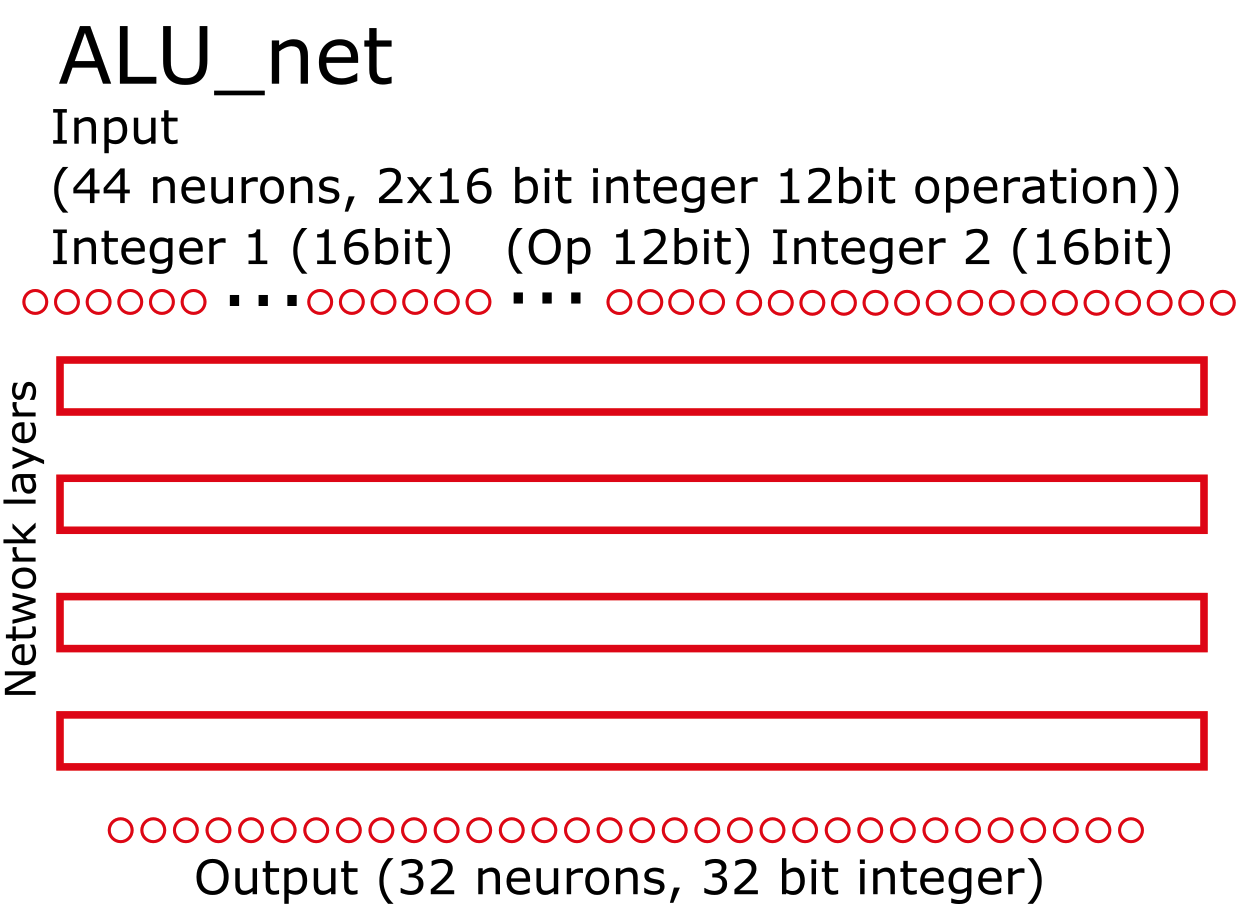 ALU_net
Input
(44 neurons, 2x16 bit integer 12bit operation))
Integer 1 (16bit) (Op 12bit) Integer 2 (16bit)
... ...
Network layers
Output (32 neurons, 32 bit integer)